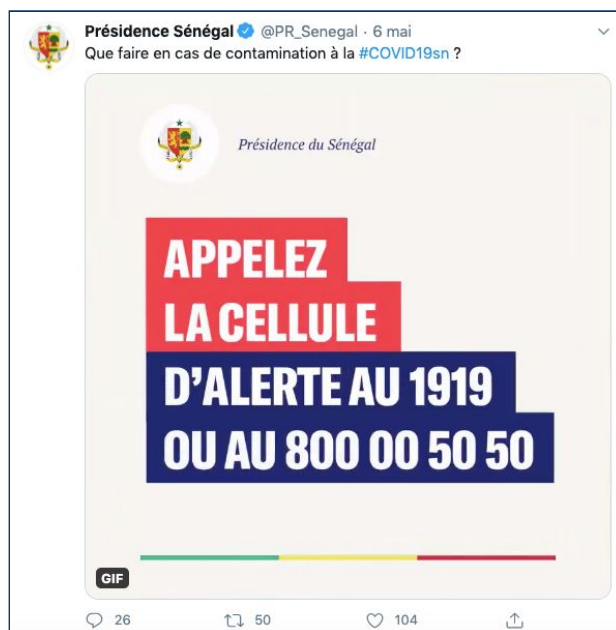 Présidence Sénégal @PR_Senegal · 6 mai
Que faire en cas de contamination à la #COVID19sn ?
Présidence du Sénégal
APPELEZ
LA CELLULE
D'ALERTE AU 1919
OU AU 800 00 50 50
GIF
26 50 104